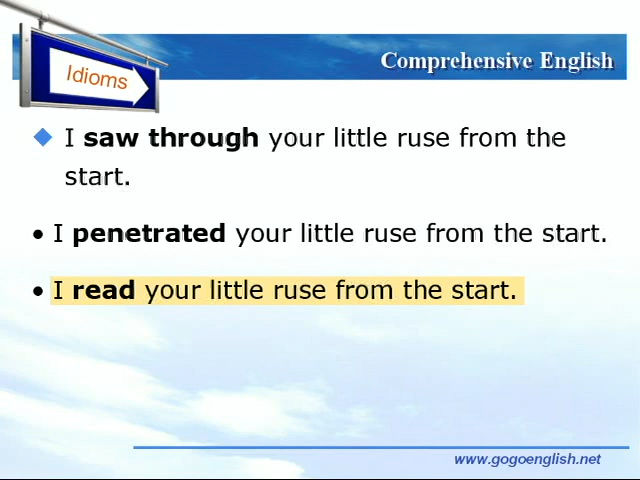 Idioms
Comprehensive English
I saw through your little ruse from the
start.
• I penetrated your little ruse from the start.
• I read your little ruse from the start.
www.gogoenglish.net